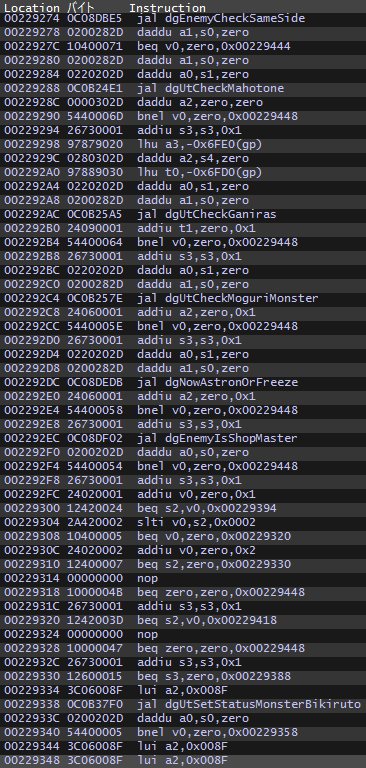 Location バイト Instruction
00229274 0C08DBE5 jal dgEnemyCheckSameSide
00229278 0200282D daddu a1,s0,zero
0022927C 10400071 beq v0,zero,0x00229444
00229280 0200282D daddu a1,s0,zero
00229284 0220202D daddu a0,s1,zero
00229288 0C0B24E1 jal dgUtCheckMahotone
0022928C 0000302D daddu a2,zero,zero
00229290 5440006D bnel v0,zero,0x00229448
00229294 26730001 addiu s3,s3,0x1
00229298 97879020 lhu a3,-0x6FE0(gp)
0022929C 0280302D daddu a2,s4,zero
002292A0 97889030 lhu t0,-0x6FD0(gp)
002292A4 0220202D daddu a0,s1,zero
002292A8 0200282D daddu a1,s0,zero
002292AC 0C0B25A5 jal dgUtCheckGaniras
002292B0 24090001 addiu t1,zero,0x1
002292B4 54400064 bnel v0,zero,0x00229448
002292B8 26730001 addiu s3,s3,0x1
002292BC 0220202D daddu a0,s1,zero
002292C0 0200282D daddu a1,s0,zero
002292C4 0C0B257E jal dgUtCheckMoguriMonster
002292C8 24060001 addiu a2,zero,0x1
002292CC 5440005E bnel v0,zero,0x00229448
002292D0 26730001 addiu s3,s3,0x1
002292D4 0220202D daddu a0,s1,zero
002292D8 0200282D daddu a1,s0,zero
002292DC 0C08DEDB jal dgNowAstronOrFreeze
002292E0 24060001 addiu a2,zero,0x1
002292E4 54400058 bnel v0,zero,0x00229448
002292E8 26730001 addiu s3,s3,0x1
002292EC 0C08DF02 jal dgEnemyIsShopMaster
002292F0 0200202D daddu a0,s0,zero
002292F4 54400054 bnel v0,zero,0x00229448
002292F8 26730001 addiu s3,s3,0x1
002292FC 24020001 addiu v0,zero,0x1
00229300 12420024 beq s2,v0,0x00229394
00229304 2A420002 slti v0,s2,0x0002
00229308 10400005 beq v0,zero,0x00229320
0022930C 24020002 addiu v0,zero,0x2
00229310 12400007 beq s2,zero,0x00229330
00229314 00000000 nop
00229318 1000004B beq zero,zero,0x00229448
0022931C 26730001 addiu s3,s3,0x1
00229320 1242003D beq s2,v0,0x00229418
00229324 00000000 nop
00229328 10000047 beq zero,zero,0x00229448
0022932C 26730001 addiu s3,s3,0x1
00229330 12600015 beq s3,zero,0x00229388
00229334 3C06008F lui a2,0x008F
00229338 0C0B37F0 jal dgUtSetStatusMonsterBikiruto
0022933C 0200202D daddu a0,s0,zero
00229340 54400005 bnel v0,zero,0x00229358
00229344 3C06008F lui a2,0x008F
00229348 3C06008F lui a2,0x008F